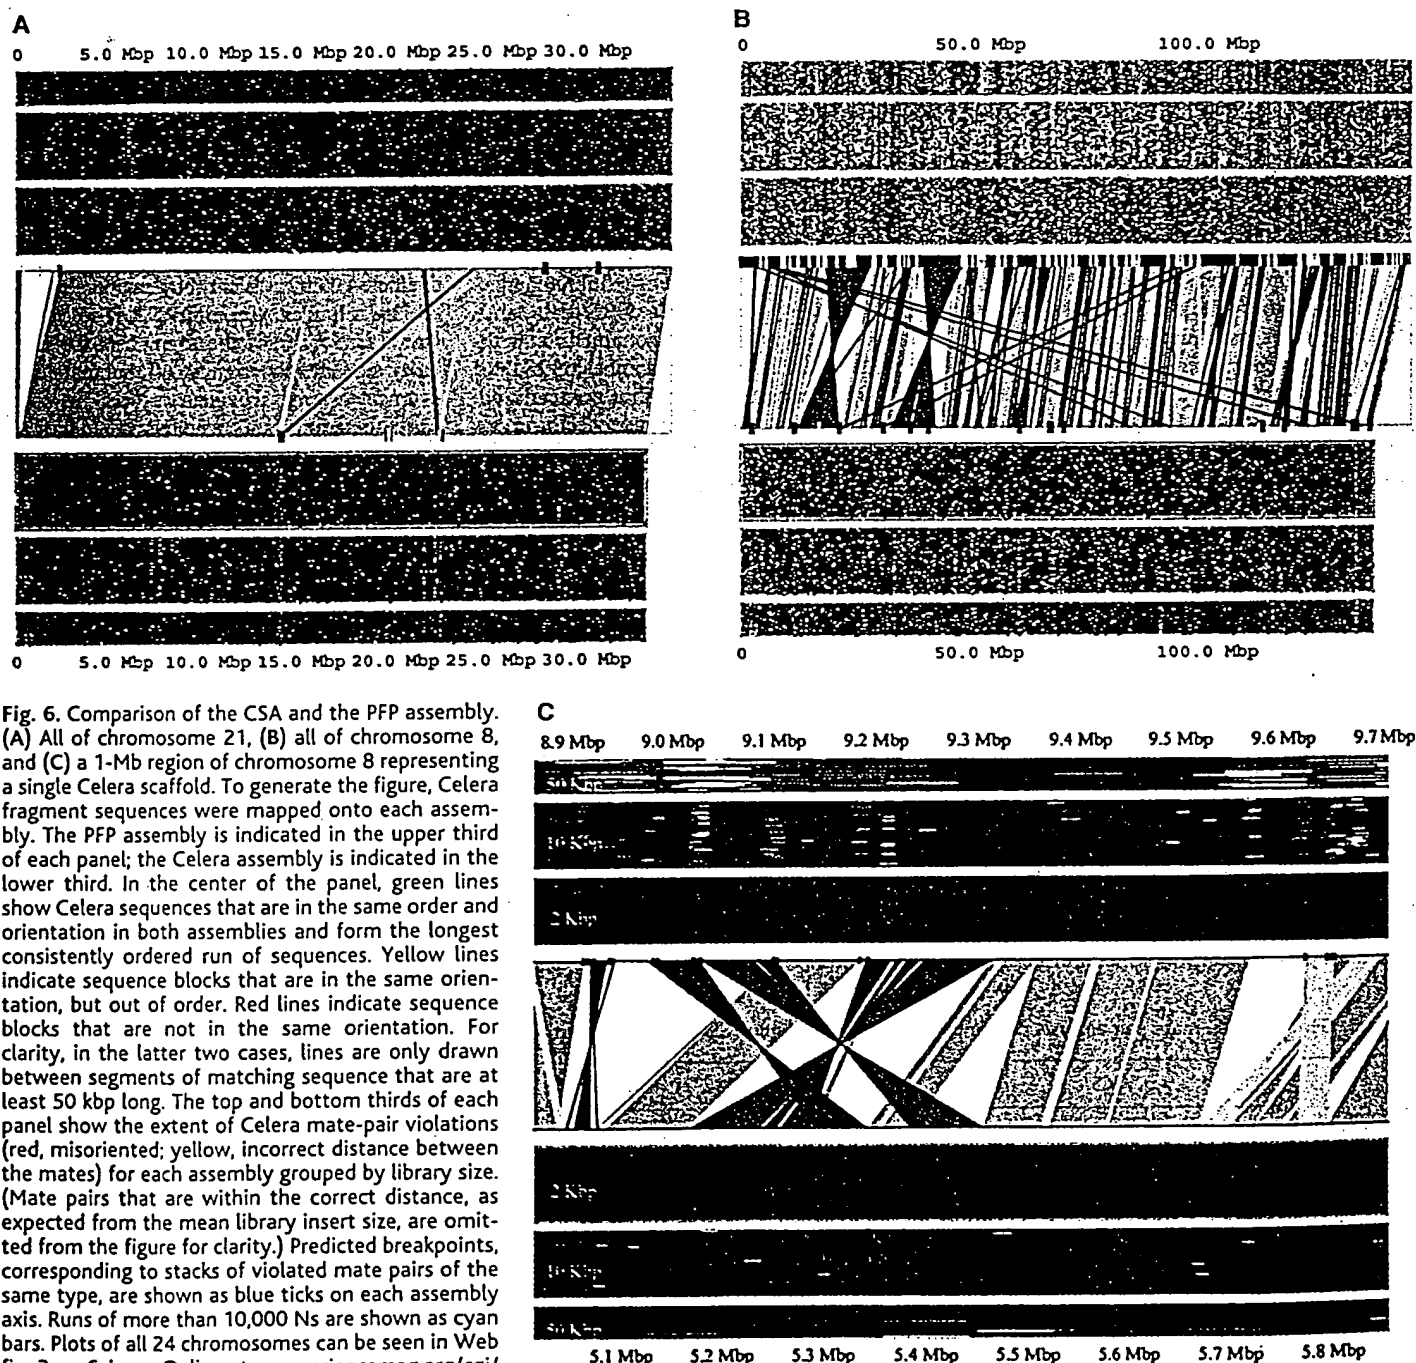 A
0 5.0 Mbp 10.0 Mbp 15.0 Mbp 20.0 Mbp 25.0 Mbp 30.0 Mbp
0 5.0 Mbp 10.0 Mbp 15.0 Mbp 20.0 Mbp 25.0 Mbp 30.0 Mbp
B
0 50.0 Mbp 100.0 Mbp
0 50.0 Mbp 100.0 Mbp
Fig. 6. Comparison of the CSA and the PFP assembly.
(A) All of chromosome 21, (B) all of chromosome 8,
and (C) a 1-Mb region of chromosome 8 representing
a single Celera scaffold. To generate the figure, Celera
fragment sequences were mapped onto each assem-
bly. The PFP assembly is indicated in the upper third
of each panel; the Celera assembly is indicated in the
lower third. In the center of the panel, green lines
show Celera sequences that are in the same order and
orientation in both assemblies and form the longest
consistently ordered run of sequences. Yellow lines
indicate sequence blocks that are in the same orien-
tation, but out of order. Red lines indicate sequence
blocks that are not in the same orientation. For
clarity, in the latter two cases, lines are only drawn
between segments of matching sequence that are at
least 50 kbp long. The top and bottom thirds of each
panel show the extent of Celera mate-pair violations
(red, misoriented; yellow, incorrect distance between
the mates) for each assembly grouped by library size.
(Mate pairs that are within the correct distance, as
expected from the mean library insert size, are omit-
ted from the figure for clarity.) Predicted breakpoints,
corresponding to stacks of violated mate pairs of the
same type, are shown as blue ticks on each assembly
axis. Runs of more than 10,000 Ns are shown as cyan
bars. Plots of all 24 chromosomes can be seen in Web
C
8.9 Mbp 9.0 Mbp 9.1 Mbp 9.2 Mbp 9.3 Mbp 9.4 Mbp 9.5 Mbp 9.6 Mbp 9.7 Mbp
50 Kbp
10 Kbp
2 Kbp
2 Kbp
10 Kbp
50 Kbp
5.1 Mbp 5.2 Mbp 5.3 Mbp 5.4 Mbp 5.5 Mbp 5.6 Mbp 5.7 Mbp 5.8 Mbp